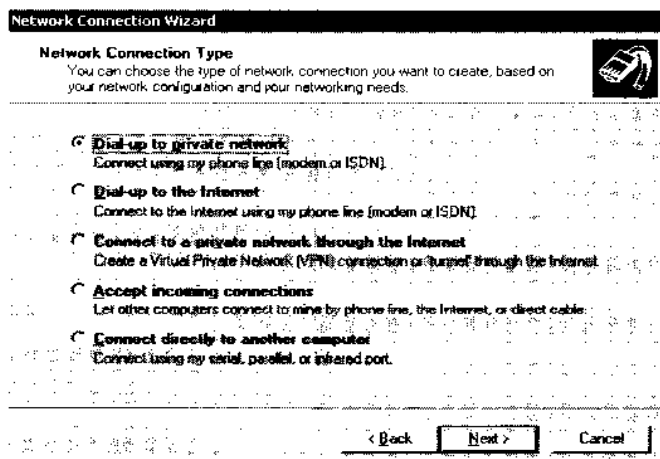 Network Connection Wizard
Network Connection Type
You can choose the type of network connection you want to create, based on
your network configuration and your networking needs.
Dial-up to private network
Connect using my phone line (modem or ISDN).
Dial-up to the Internet
Connect to the Internet using my phone line (modem or ISDN).
Connect to a private network through the Internet
Create a Virtual Private Network (VPN) connection or 'tunnel' through the Internet.
Accept incoming connections
Let other computers connect to mine by phone line, the Internet, or direct cable.
Connect directly to another computer
Connect using my serial, parallel, or infrared port.
< Back
Next >
Cancel